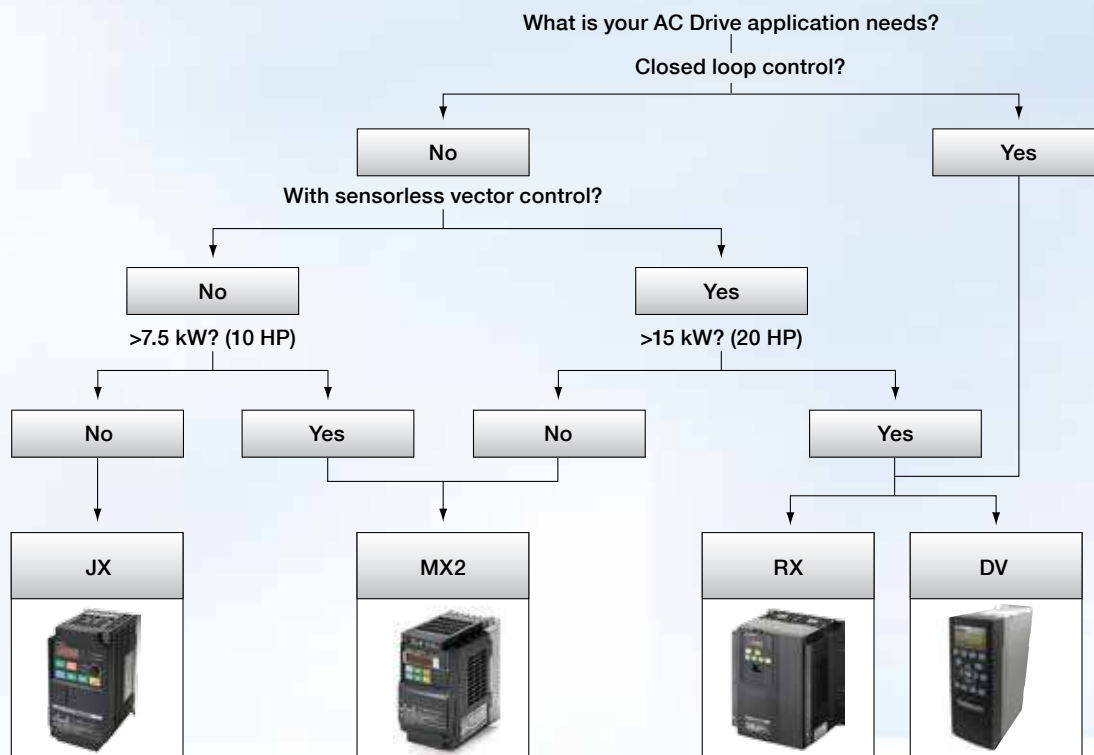 What is your AC Drive application needs?
Closed loop control?
No
Yes
With sensorless vector control?
No
Yes
>7.5 kW? (10 HP)
>15 kW? (20 HP)
No
Yes
No
Yes
JX
MX2
RX
DV